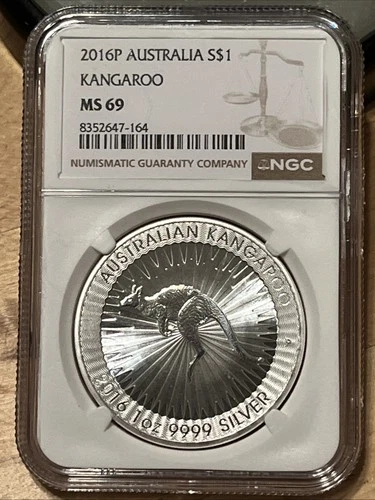 2016P AUSTRALIA S$1
KANGAROO
MS 69
8352647-164
NUMISMATIC GUARANTY COMPANY NGC
AUSTRALIAN KANGAROO
P
2016 1oz 9999 SILVER